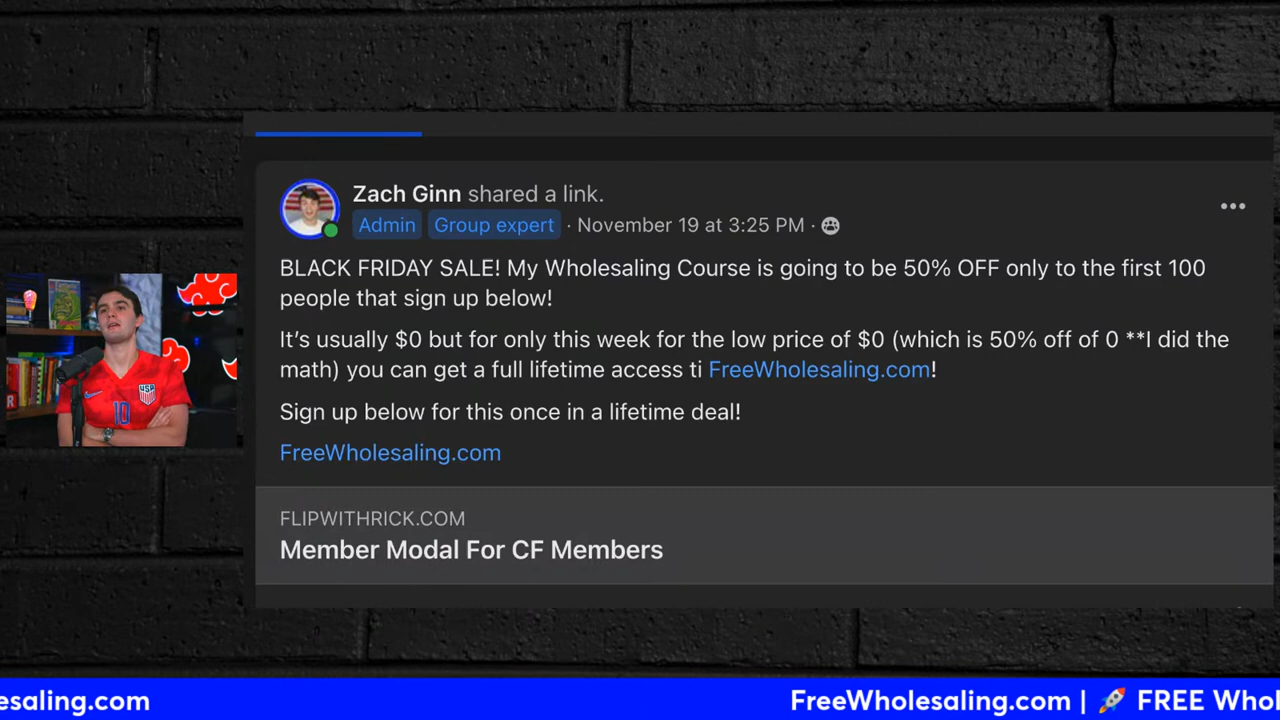 Zach Ginn shared a link.
Admin Group expert · November 19 at 3:25 PM ·
BLACK FRIDAY SALE! My Wholesaling Course is going to be 50% OFF only to the first 100
people that sign up below!
It’s usually $0 but for only this week for the low price of $0 (which is 50% off of 0 **I did the
math) you can get a full lifetime access ti FreeWholesaling.com!
Sign up below for this once in a lifetime deal!
FreeWholesaling.com
FLIPWITHRICK.COM
Member Modal For CF Members
USA
10
esaling.com FreeWholesaling.com | 🚀 FREE Whol